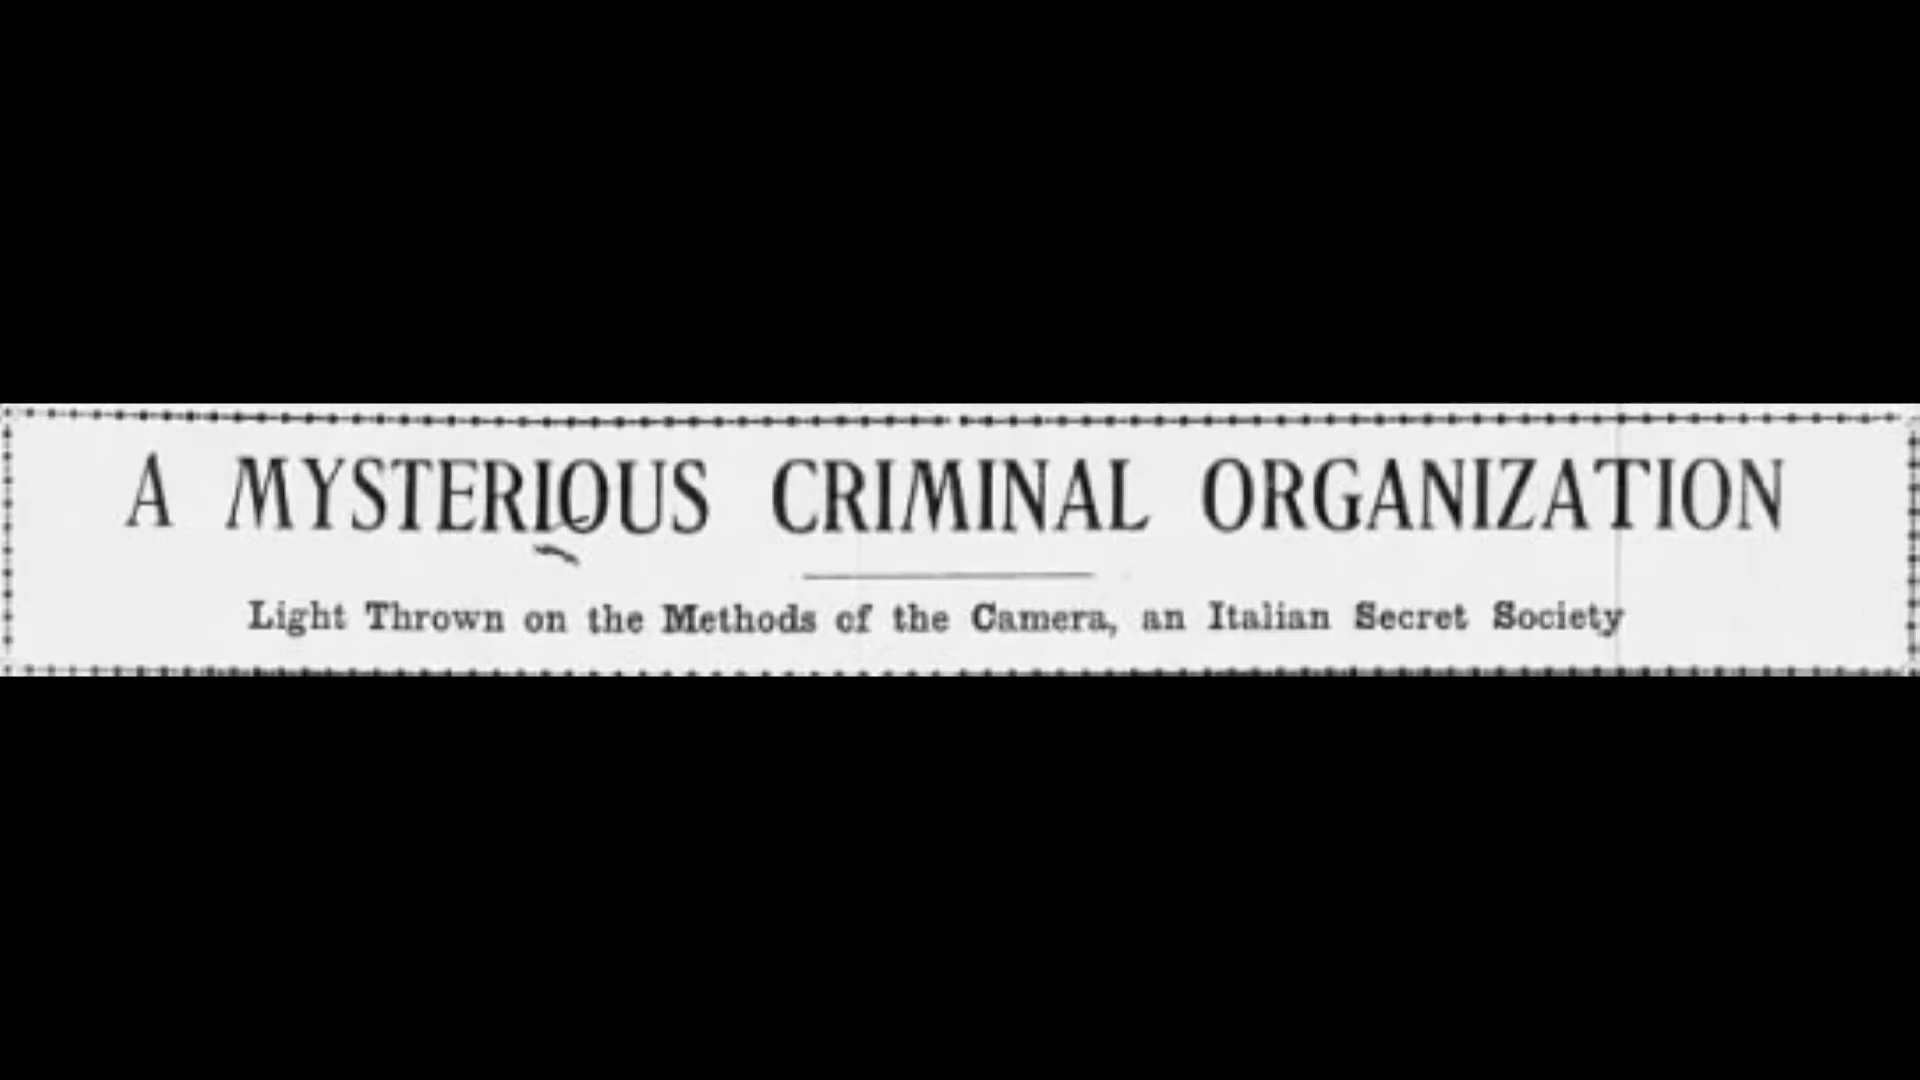 A MYSTERIOUS CRIMINAL ORGANIZATION
Light Thrown on the Methods of the Camera, an Italian Secret Society